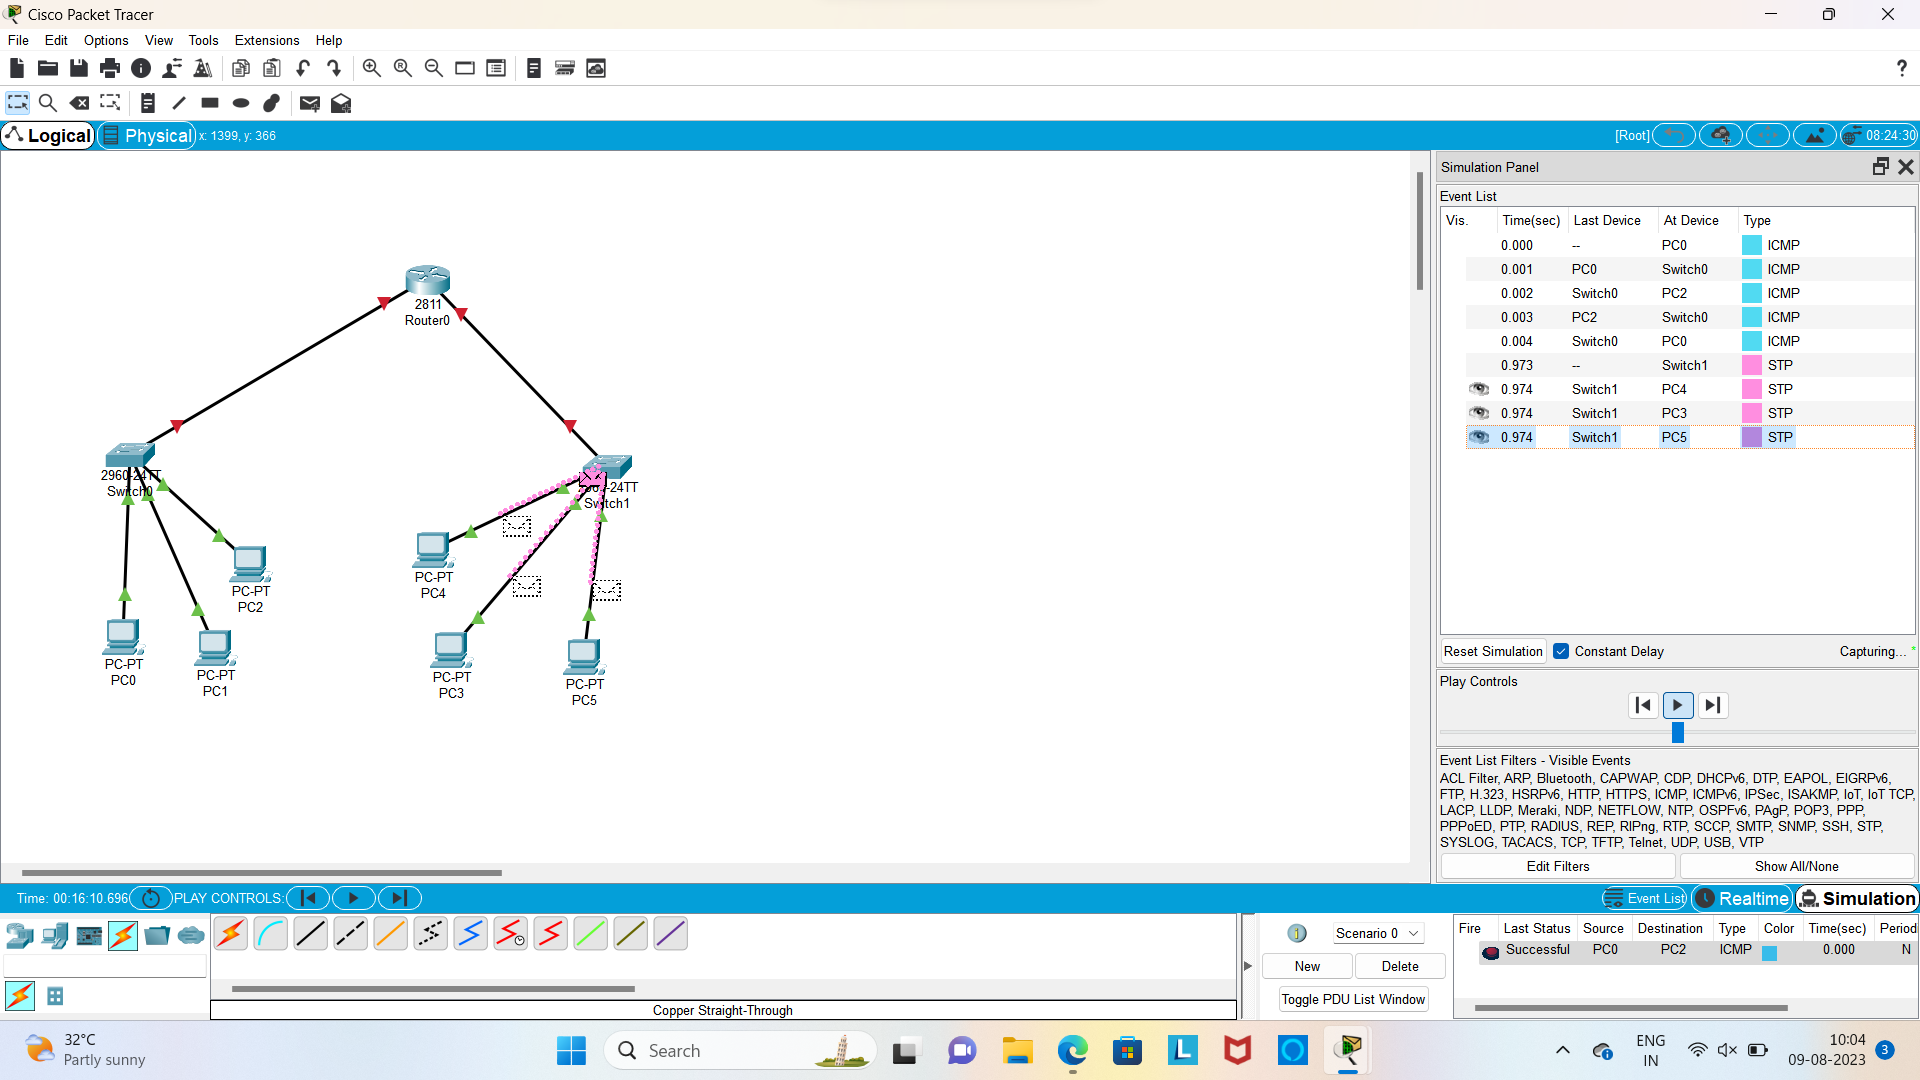 Cisco Packet Tracer
File Edit Options View Tools Extensions Help
Logical Physical x: 1399, y: 366 [Root] 08:24:30
2811
Router0
2960-24TT
Switch0
-24TT
Switch1
PC-PT
PC4
PC-PT
PC2
PC-PT
PC0
PC-PT
PC1
PC-PT
PC3
PC-PT
PC5
Simulation Panel
Event List
Vis. Time(sec) Last Device At Device Type
0.000 -- PC0 ICMP
0.001 PC0 Switch0 ICMP
0.002 Switch0 PC2 ICMP
0.003 PC2 Switch0 ICMP
0.004 Switch0 PC0 ICMP
0.973 -- Switch1 STP
0.974 Switch1 PC4 STP
0.974 Switch1 PC3 STP
0.974 Switch1 PC5 STP
Reset Simulation Constant Delay Capturing... *
Play Controls
Event List Filters - Visible Events
ACL Filter, ARP, Bluetooth, CAPWAP, CDP, DHCPv6, DTP, EAPOL, EIGRPv6,
FTP, H.323, HSRPv6, HTTP, HTTPS, ICMP, ICMPv6, IPSec, ISAKMP, IoT, IoT TCP,
LACP, LLDP, Meraki, NDP, NETFLOW, NTP, OSPFv6, PAgP, POP3, PPP,
PPPoED, PTP, RADIUS, REP, RIPng, RTP, SCCP, SMTP, SNMP, SSH, STP,
SYSLOG, TACACS, TCP, TFTP, Telnet, UDP, USB, VTP
Edit Filters Show All/None
Time: 00:16:10.696 PLAY CONTROLS: Event List Realtime Simulation
Scenario 0
New Delete
Toggle PDU List Window
Fire Last Status Source Destination Type Color Time(sec) Period
Successful PC0 PC2 ICMP 0.000 N
Copper Straight-Through
32°C
Partly sunny
Search
ENG
IN
10:04
09-08-2023
3